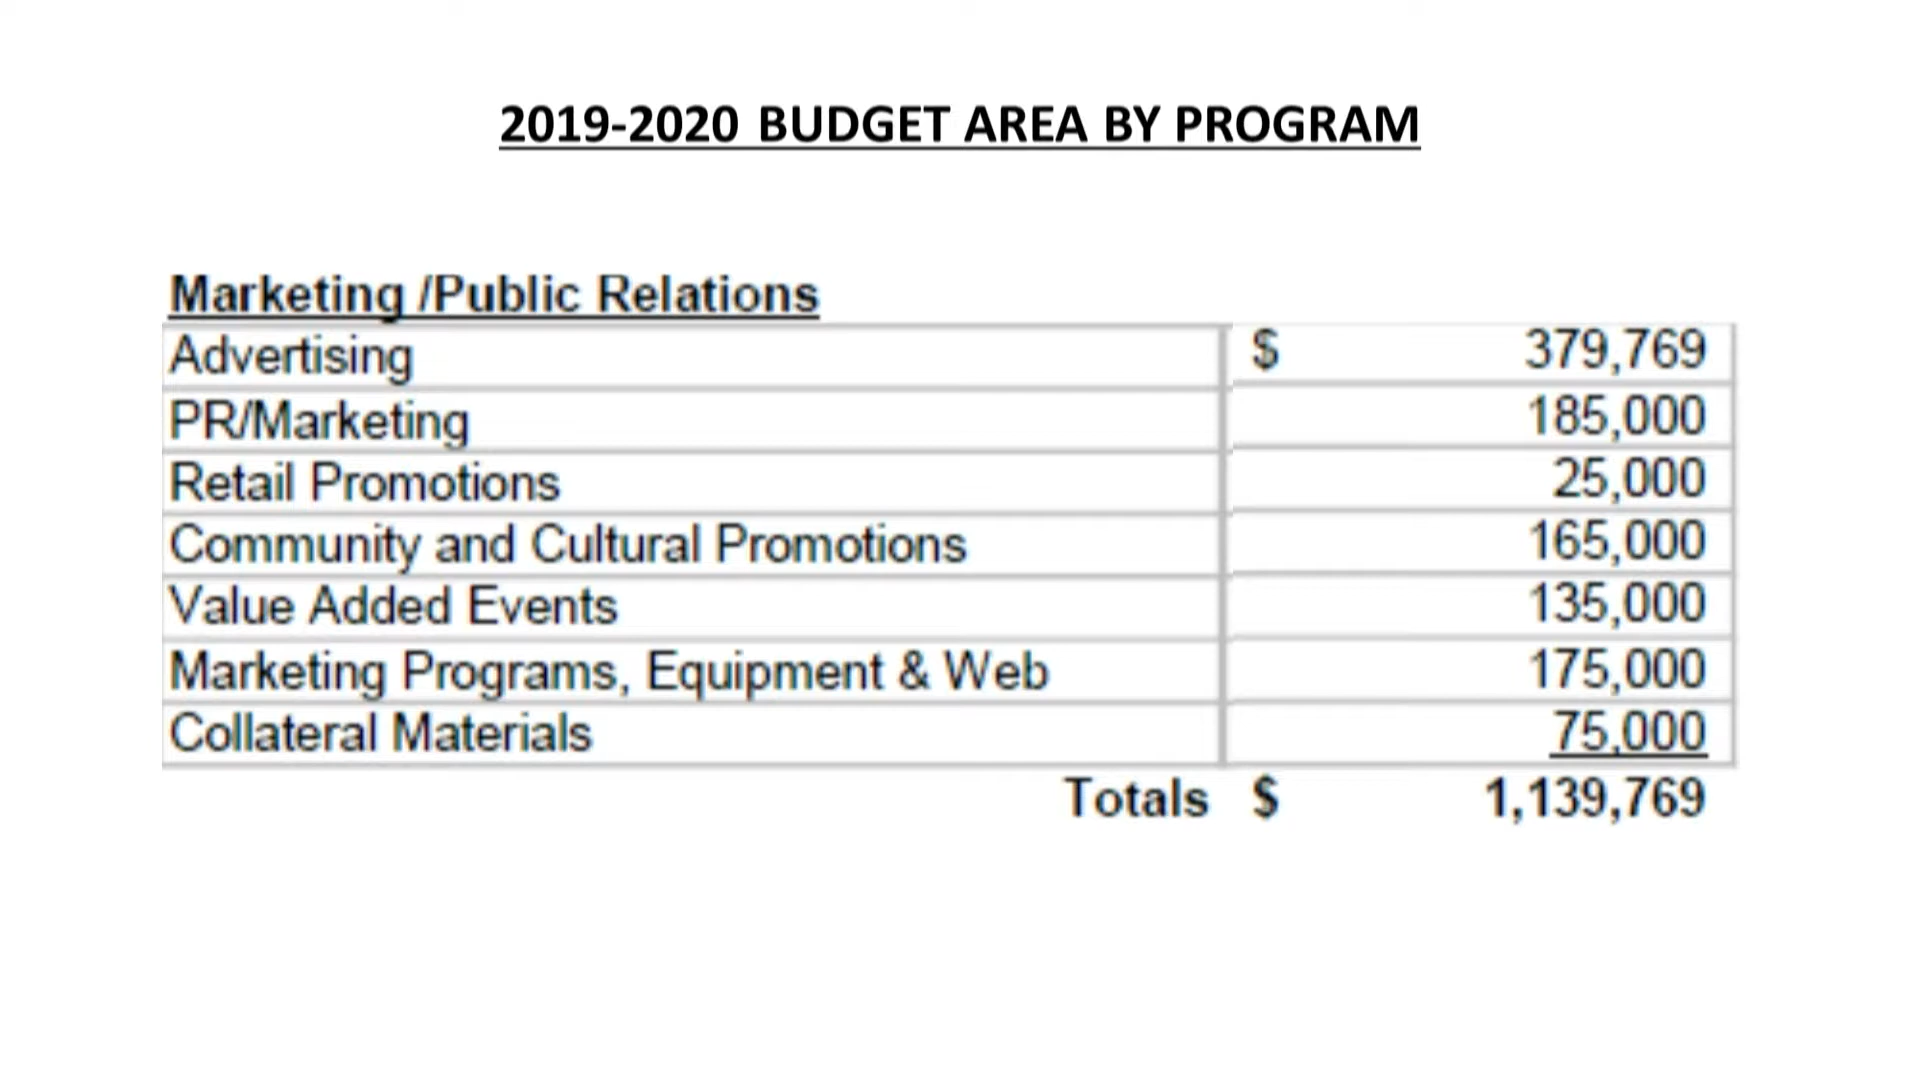 2019-2020 BUDGET AREA BY PROGRAM
Marketing /Public Relations
Advertising $ 379,769
PR/Marketing 185,000
Retail Promotions 25,000
Community and Cultural Promotions 165,000
Value Added Events 135,000
Marketing Programs, Equipment & Web 175,000
Collateral Materials 75,000
Totals $ 1,139,769